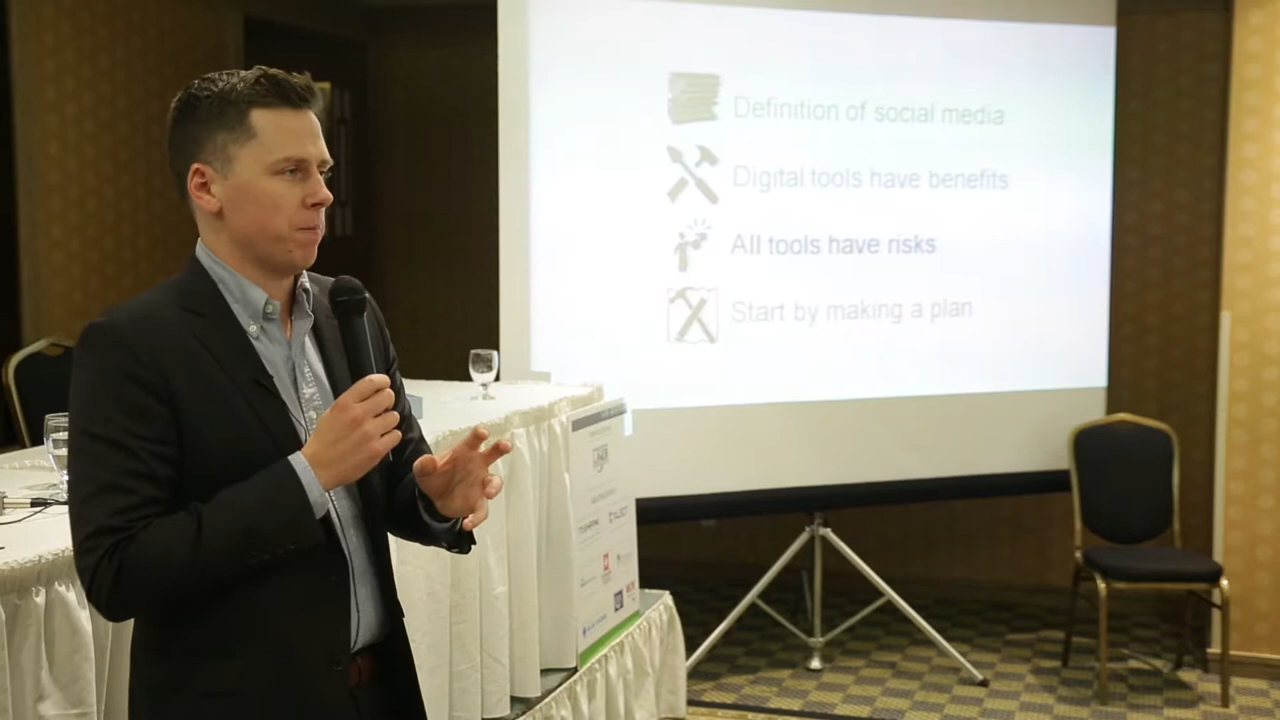 Definition of social media
Digital tools have benefits
All tools have risks
Start by making a plan